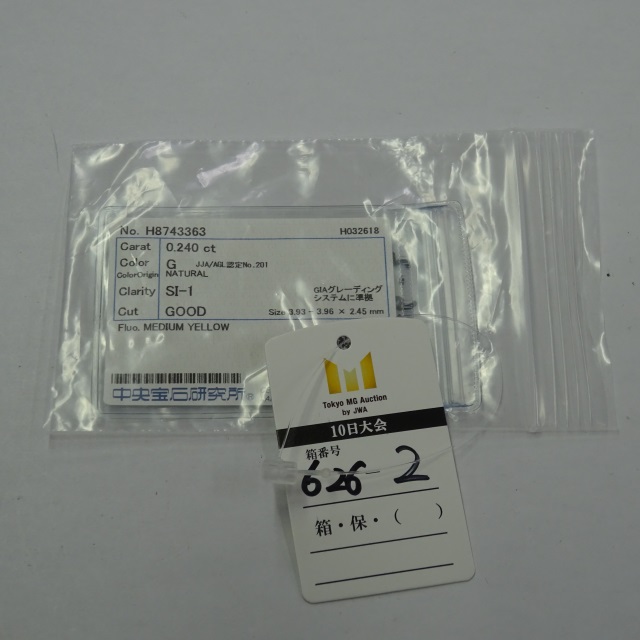 No. H8743363 H032618
Carat 0.240 ct
Color G JJA/AGL認定No.201
ColorOrigin NATURAL
Clarity SI-1 GIAグレーディング
システムに準拠
Cut GOOD Size 3.93 - 3.96 × 2.45 mm
Fluo. MEDIUM YELLOW
中央宝石研究所
Tokyo MG Auction
by JWA
10日大会
箱番号
626-2
箱・保・( )